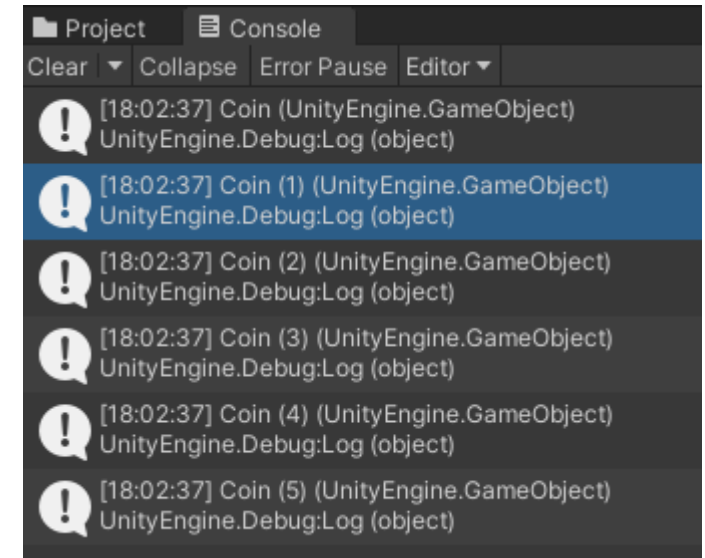 Project Console
Clear Collapse Error Pause Editor
[18:02:37] Coin (UnityEngine.GameObject)
UnityEngine.Debug:Log (object)
[18:02:37] Coin (1) (UnityEngine.GameObject)
UnityEngine.Debug:Log (object)
[18:02:37] Coin (2) (UnityEngine.GameObject)
UnityEngine.Debug:Log (object)
[18:02:37] Coin (3) (UnityEngine.GameObject)
UnityEngine.Debug:Log (object)
[18:02:37] Coin (4) (UnityEngine.GameObject)
UnityEngine.Debug:Log (object)
[18:02:37] Coin (5) (UnityEngine.GameObject)
UnityEngine.Debug:Log (object)